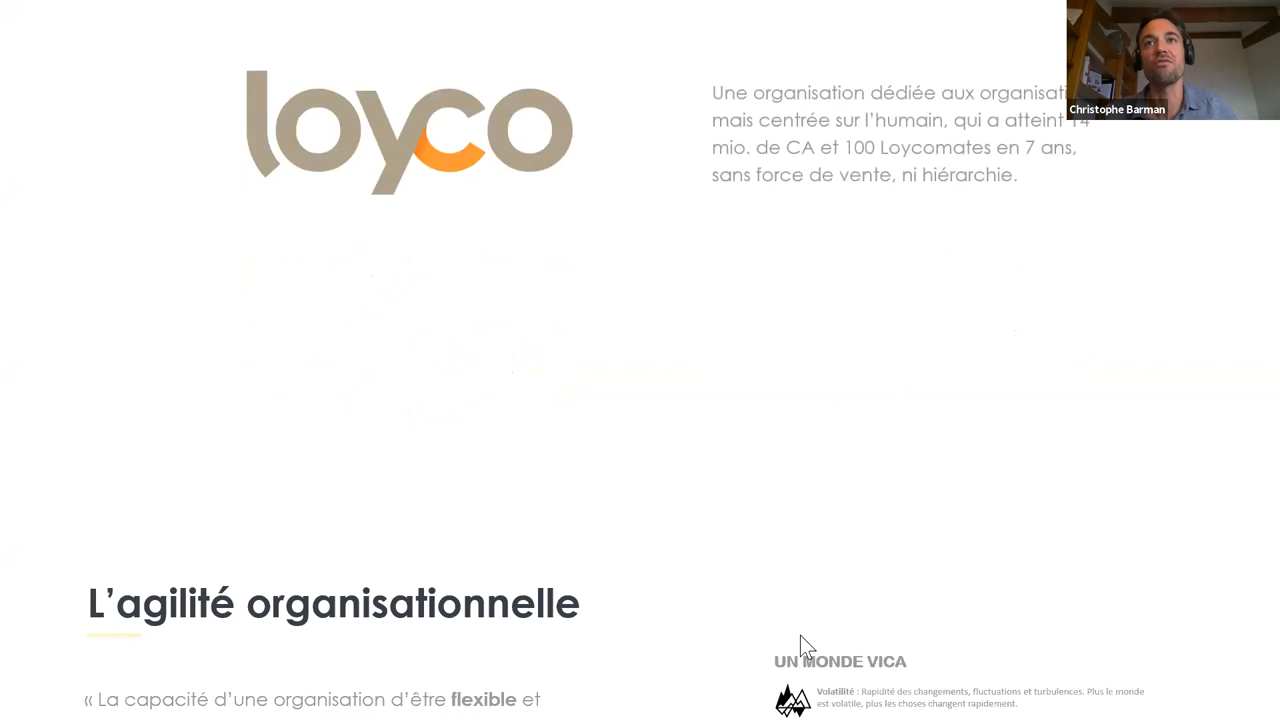 loyco
Une organisation dédiée aux organisati
mais centrée sur l'humain, qui a atteint 14
mio. de CA et 100 Loycomates en 7 ans,
sans force de vente, ni hiérarchie.
Christophe Barman
L'agilité organisationnelle
« La capacité d'une organisation d'être flexible et
UN MONDE VICA
Volatilité : Rapidité des changements, fluctuations et turbulences. Plus le monde
est volatile, plus les choses changent rapidement.